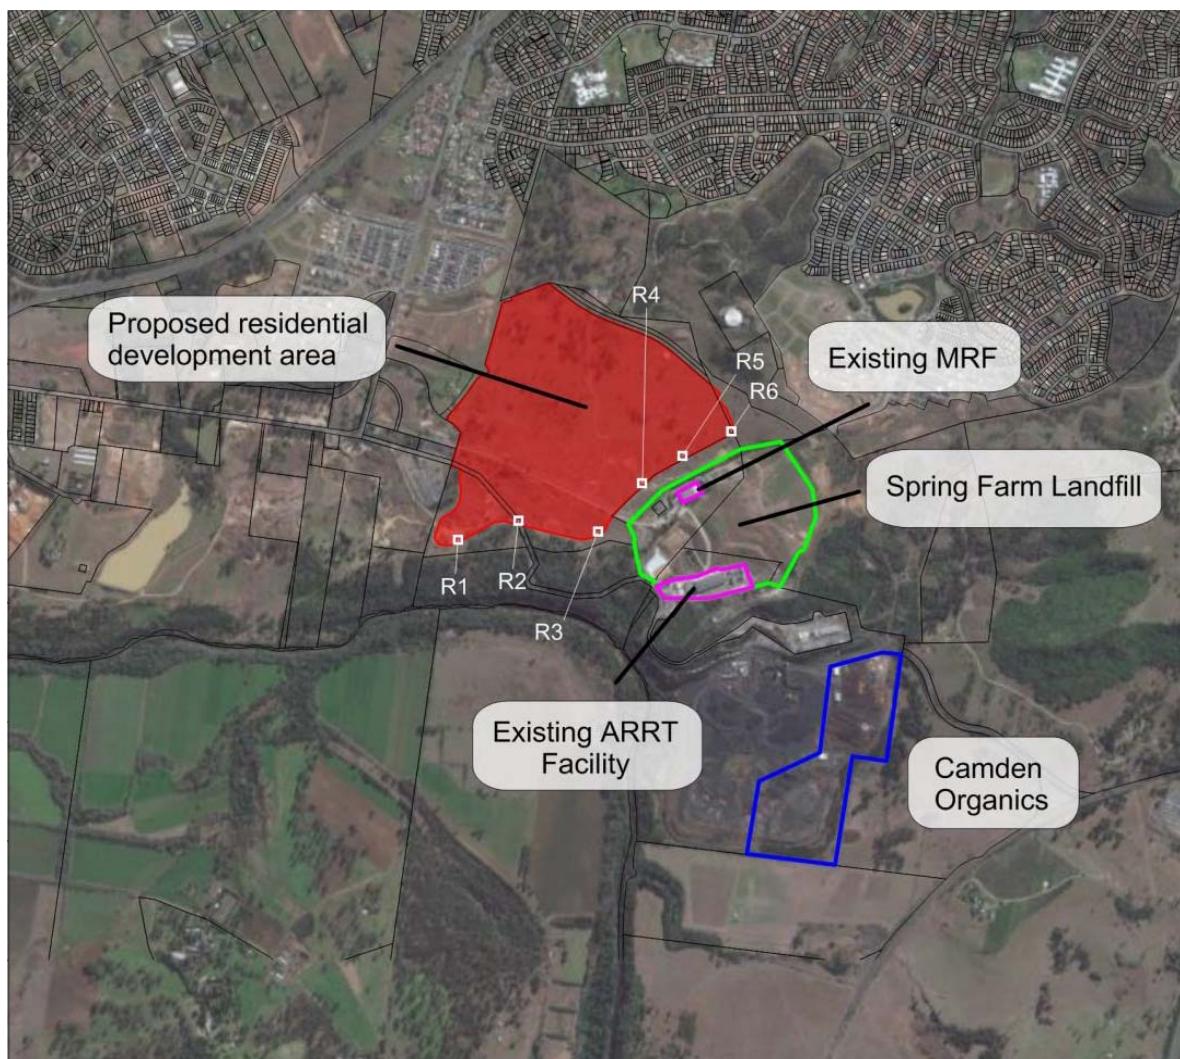 R4
Proposed residential
development area
R5
Existing MRF
R6
Spring Farm Landfill
R1
R2
R3
Existing ARRT
Facility
Camden
Organics